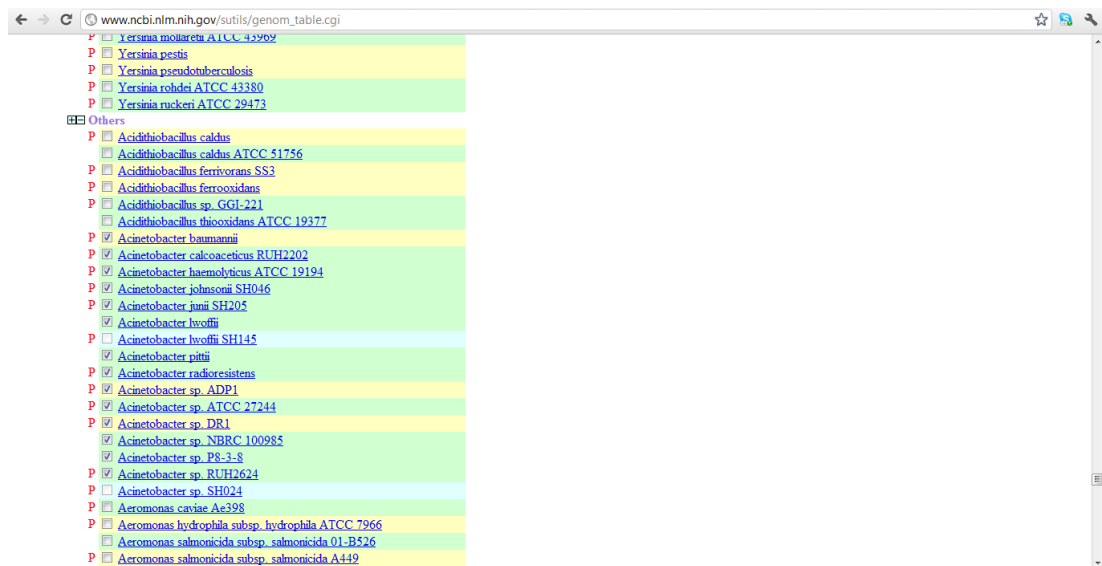 www.ncbi.nlm.nih.gov/sutils/genom_table.cgi
P Yersinia mollaretii ATCC 43969
P Yersinia pestis
P Yersinia pseudotuberculosis
P Yersinia rohdei ATCC 43380
P Yersinia ruckeri ATCC 29473
Others
P Acidithiobacillus caldus
Acidithiobacillus caldus ATCC 51756
P Acidithiobacillus ferrivorans SS3
P Acidithiobacillus ferrooxidans
P Acidithiobacillus sp. GGI-221
Acidithiobacillus thiooxidans ATCC 19377
P Acinetobacter baumannii
P Acinetobacter calcoaceticus RUH2202
P Acinetobacter haemolyticus ATCC 19194
P Acinetobacter johnsonii SH046
P Acinetobacter junii SH205
Acinetobacter lwoffii
P Acinetobacter lwoffii SH145
Acinetobacter pittii
P Acinetobacter radioresistens
P Acinetobacter sp. ADP1
P Acinetobacter sp. ATCC 27244
P Acinetobacter sp. DR1
Acinetobacter sp. NBRC 100985
Acinetobacter sp. P8-3-8
P Acinetobacter sp. RUH2624
P Acinetobacter sp. SH024
P Aeromonas caviae Ae398
P Aeromonas hydrophila subsp. hydrophila ATCC 7966
Aeromonas salmonicida subsp. salmonicida 01-B526
P Aeromonas salmonicida subsp. salmonicida A449